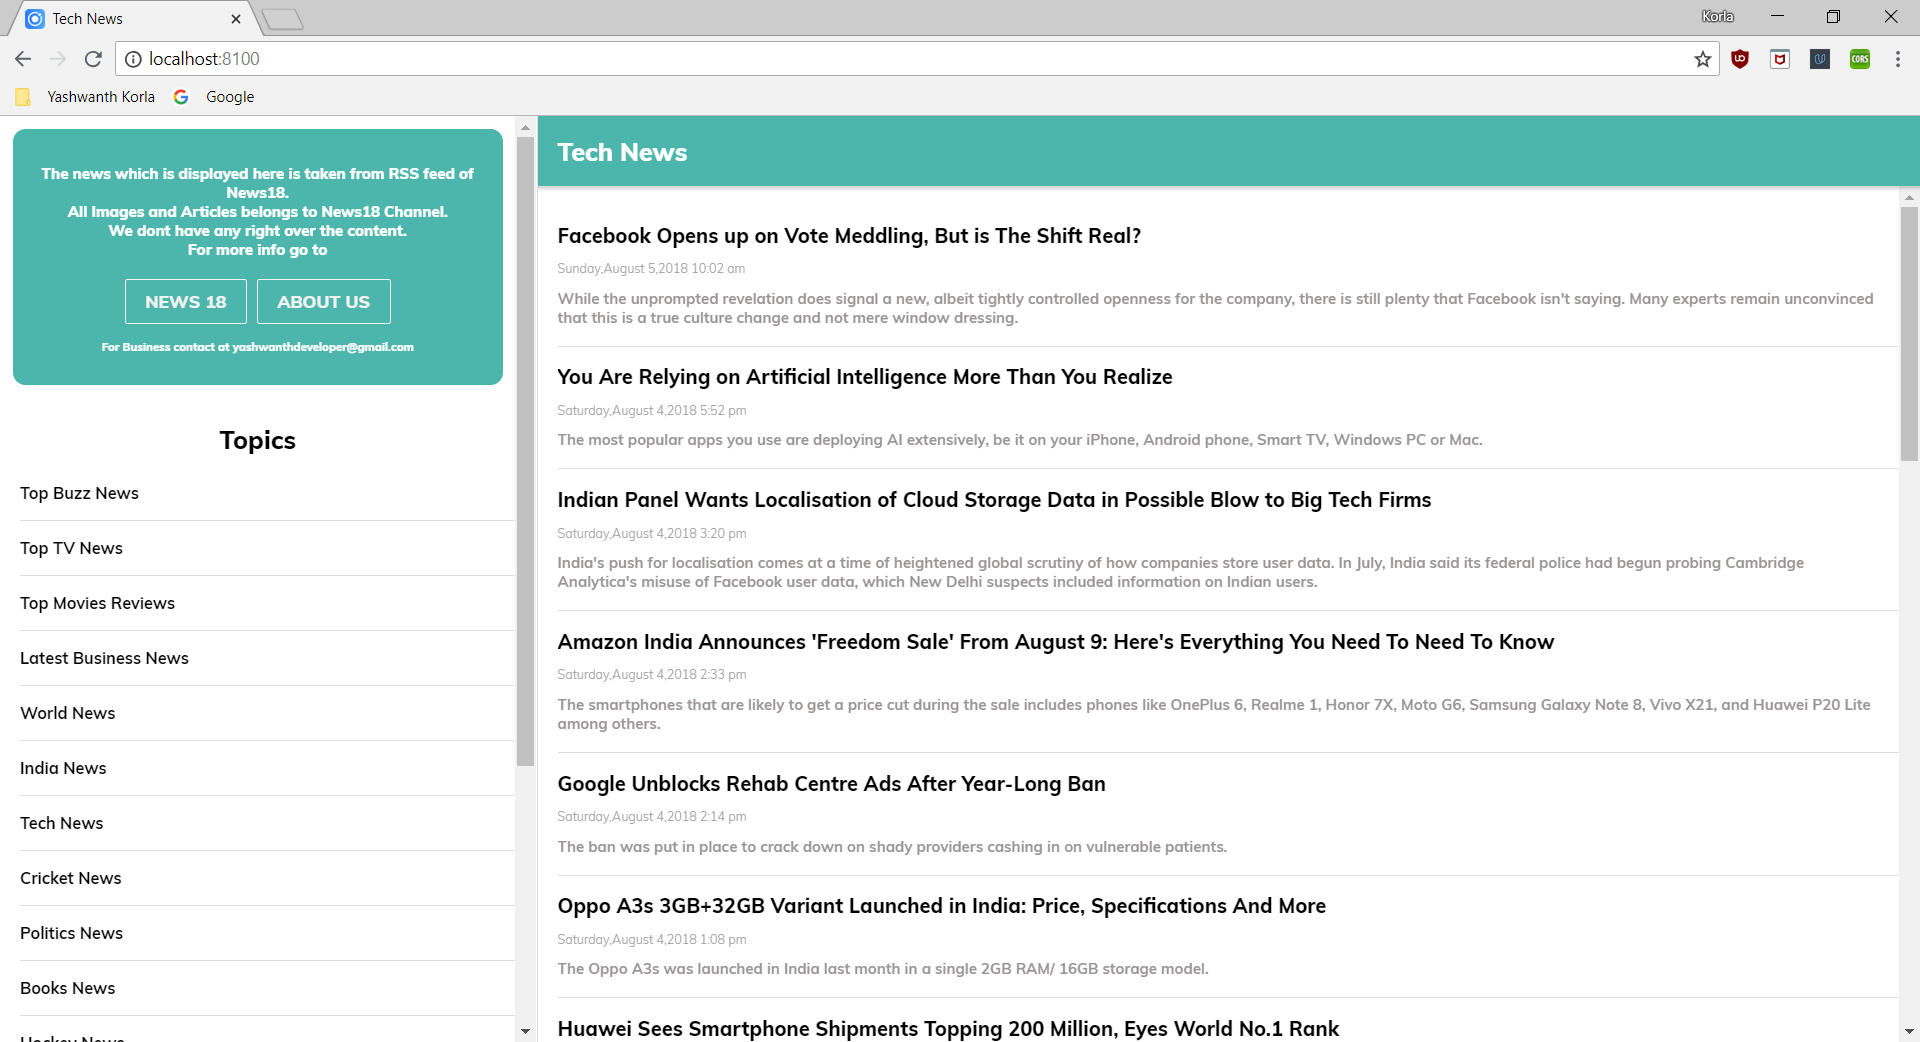 Tech News
Korla
localhost:8100
Yashwanth Korla
Google
The news which is displayed here is taken from RSS feed of
News18.
All Images and Articles belongs to News18 Channel.
We dont have any right over the content.
For more info go to
NEWS 18
ABOUT US
For Business contact at yashwanthdeveloper@gmail.com
Topics
Top Buzz News
Top TV News
Top Movies Reviews
Latest Business News
World News
India News
Tech News
Cricket News
Politics News
Books News
Hockey News
Tech News
Facebook Opens up on Vote Meddling, But is The Shift Real?
Sunday,August 5,2018 10:02 am
While the unprompted revelation does signal a new, albeit tightly controlled openness for the company, there is still plenty that Facebook isn't saying. Many experts remain unconvinced
that this is a true culture change and not mere window dressing.
You Are Relying on Artificial Intelligence More Than You Realize
Saturday,August 4,2018 5:52 pm
The most popular apps you use are deploying AI extensively, be it on your iPhone, Android phone, Smart TV, Windows PC or Mac.
Indian Panel Wants Localisation of Cloud Storage Data in Possible Blow to Big Tech Firms
Saturday,August 4,2018 3:20 pm
India's push for localisation comes at a time of heightened global scrutiny of how companies store user data. In July, India said its federal police had begun probing Cambridge
Analytica's misuse of Facebook user data, which New Delhi suspects included information on Indian users.
Amazon India Announces 'Freedom Sale' From August 9: Here's Everything You Need To Need To Know
Saturday,August 4,2018 2:33 pm
The smartphones that are likely to get a price cut during the sale includes phones like OnePlus 6, Realme 1, Honor 7X, Moto G6, Samsung Galaxy Note 8, Vivo X21, and Huawei P20 Lite
among others.
Google Unblocks Rehab Centre Ads After Year-Long Ban
Saturday,August 4,2018 2:14 pm
The ban was put in place to crack down on shady providers cashing in on vulnerable patients.
Oppo A3s 3GB+32GB Variant Launched in India: Price, Specifications And More
Saturday,August 4,2018 1:08 pm
The Oppo A3s was launched in India last month in a single 2GB RAM/ 16GB storage model.
Huawei Sees Smartphone Shipments Topping 200 Million, Eyes World No.1 Rank
CORS